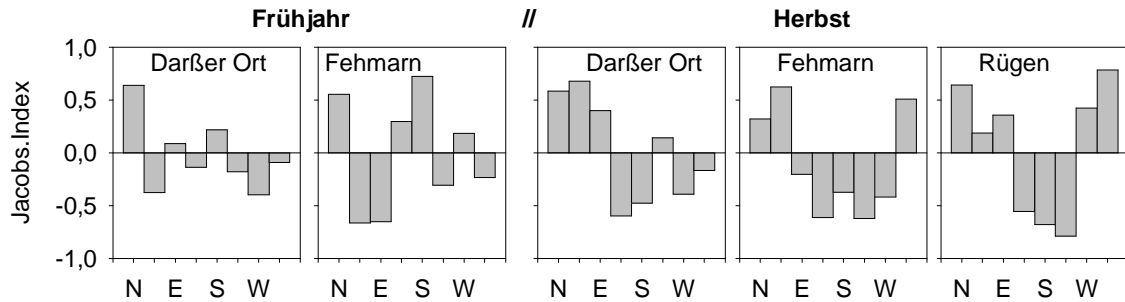 Frühjahr // Herbst
Darßer Ort Fehmarn Darßer Ort Fehmarn Rügen
Jacobs.Index
1,0
0,5
0,0
-0,5
-1,0
N E S W N E S W N E S W N E S W N E S W